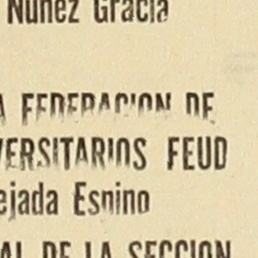 Nuñez Gracia
A FEDERACION DE
VERSITARIOS FEUD
ejada Espino
AL DE LA SECCION